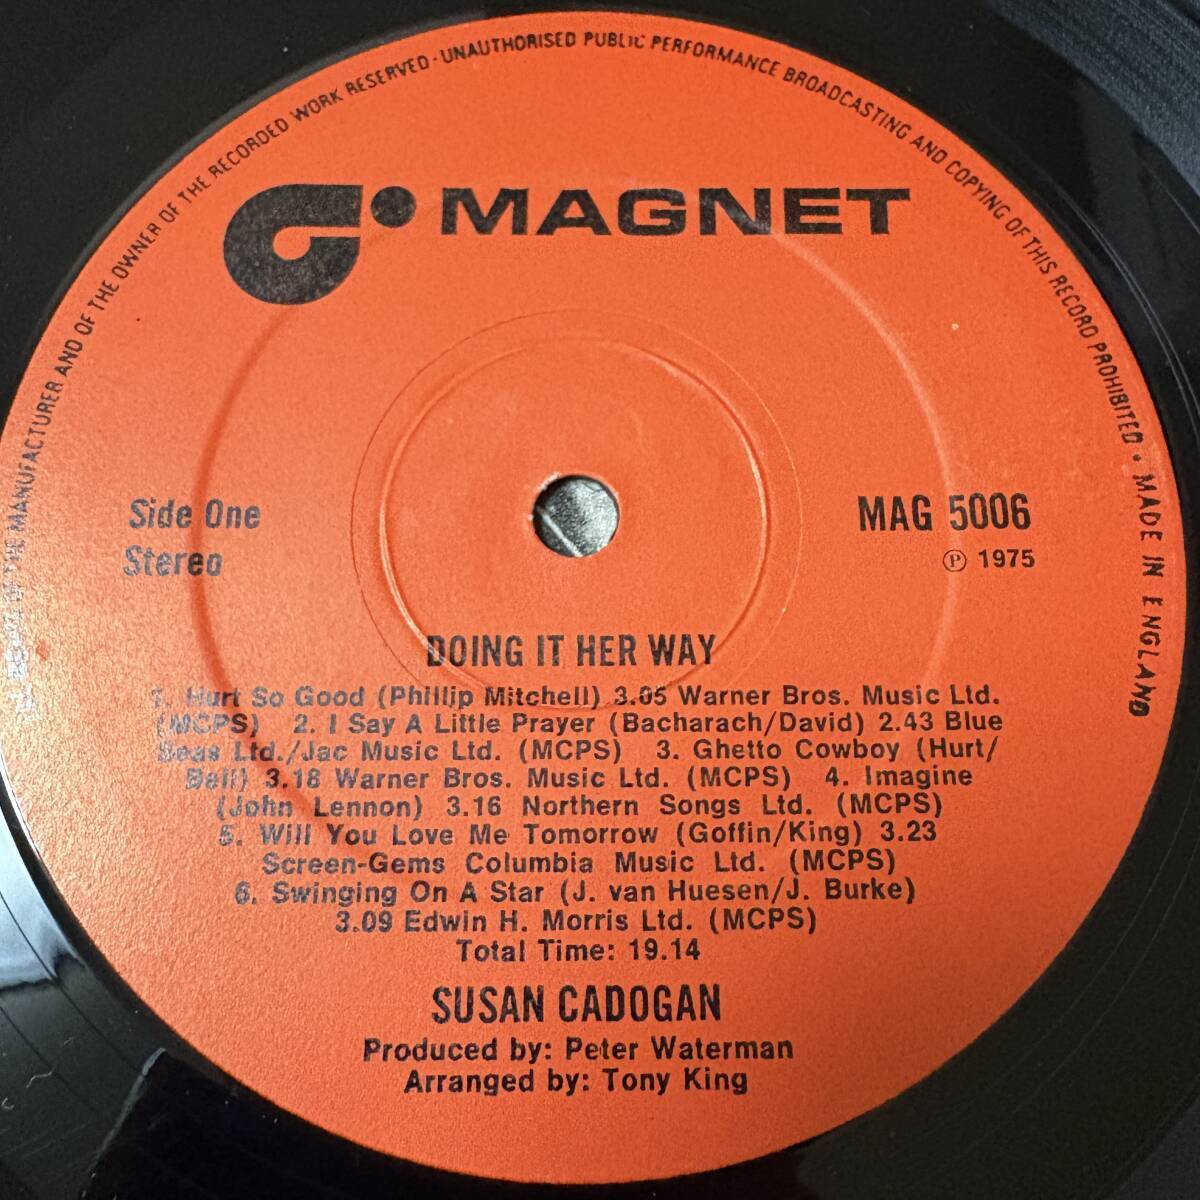 OF THE MANUFACTURER AND OF THE OWNER OF THE RECORDED WORK RESERVED · UNAUTHORISED PUBLIC PERFORMANCE BROADCASTING AND COPYING OF THIS RECORD PROHIBITED · MADE IN ENGLAND
MAGNET
Side One
Stereo
MAG 5006
℗ 1975
DOING IT HER WAY
1. Hurt So Good (Phillip Mitchell) 3.05 Warner Bros. Music Ltd.
(MCPS) 2. I Say A Little Prayer (Bacharach/David) 2.43 Blue
Seas Ltd./Jac Music Ltd. (MCPS) 3. Ghetto Cowboy (Hurt/
Bell) 3.18 Warner Bros. Music Ltd. (MCPS) 4. Imagine
(John Lennon) 3.16 Northern Songs Ltd. (MCPS)
5. Will You Love Me Tomorrow (Goffin/King) 3.23
Screen-Gems Columbia Music Ltd. (MCPS)
6. Swinging On A Star (J. van Huesen/J. Burke)
3.09 Edwin H. Morris Ltd. (MCPS)
Total Time: 19.14
SUSAN CADOGAN
Produced by: Peter Waterman
Arranged by: Tony King